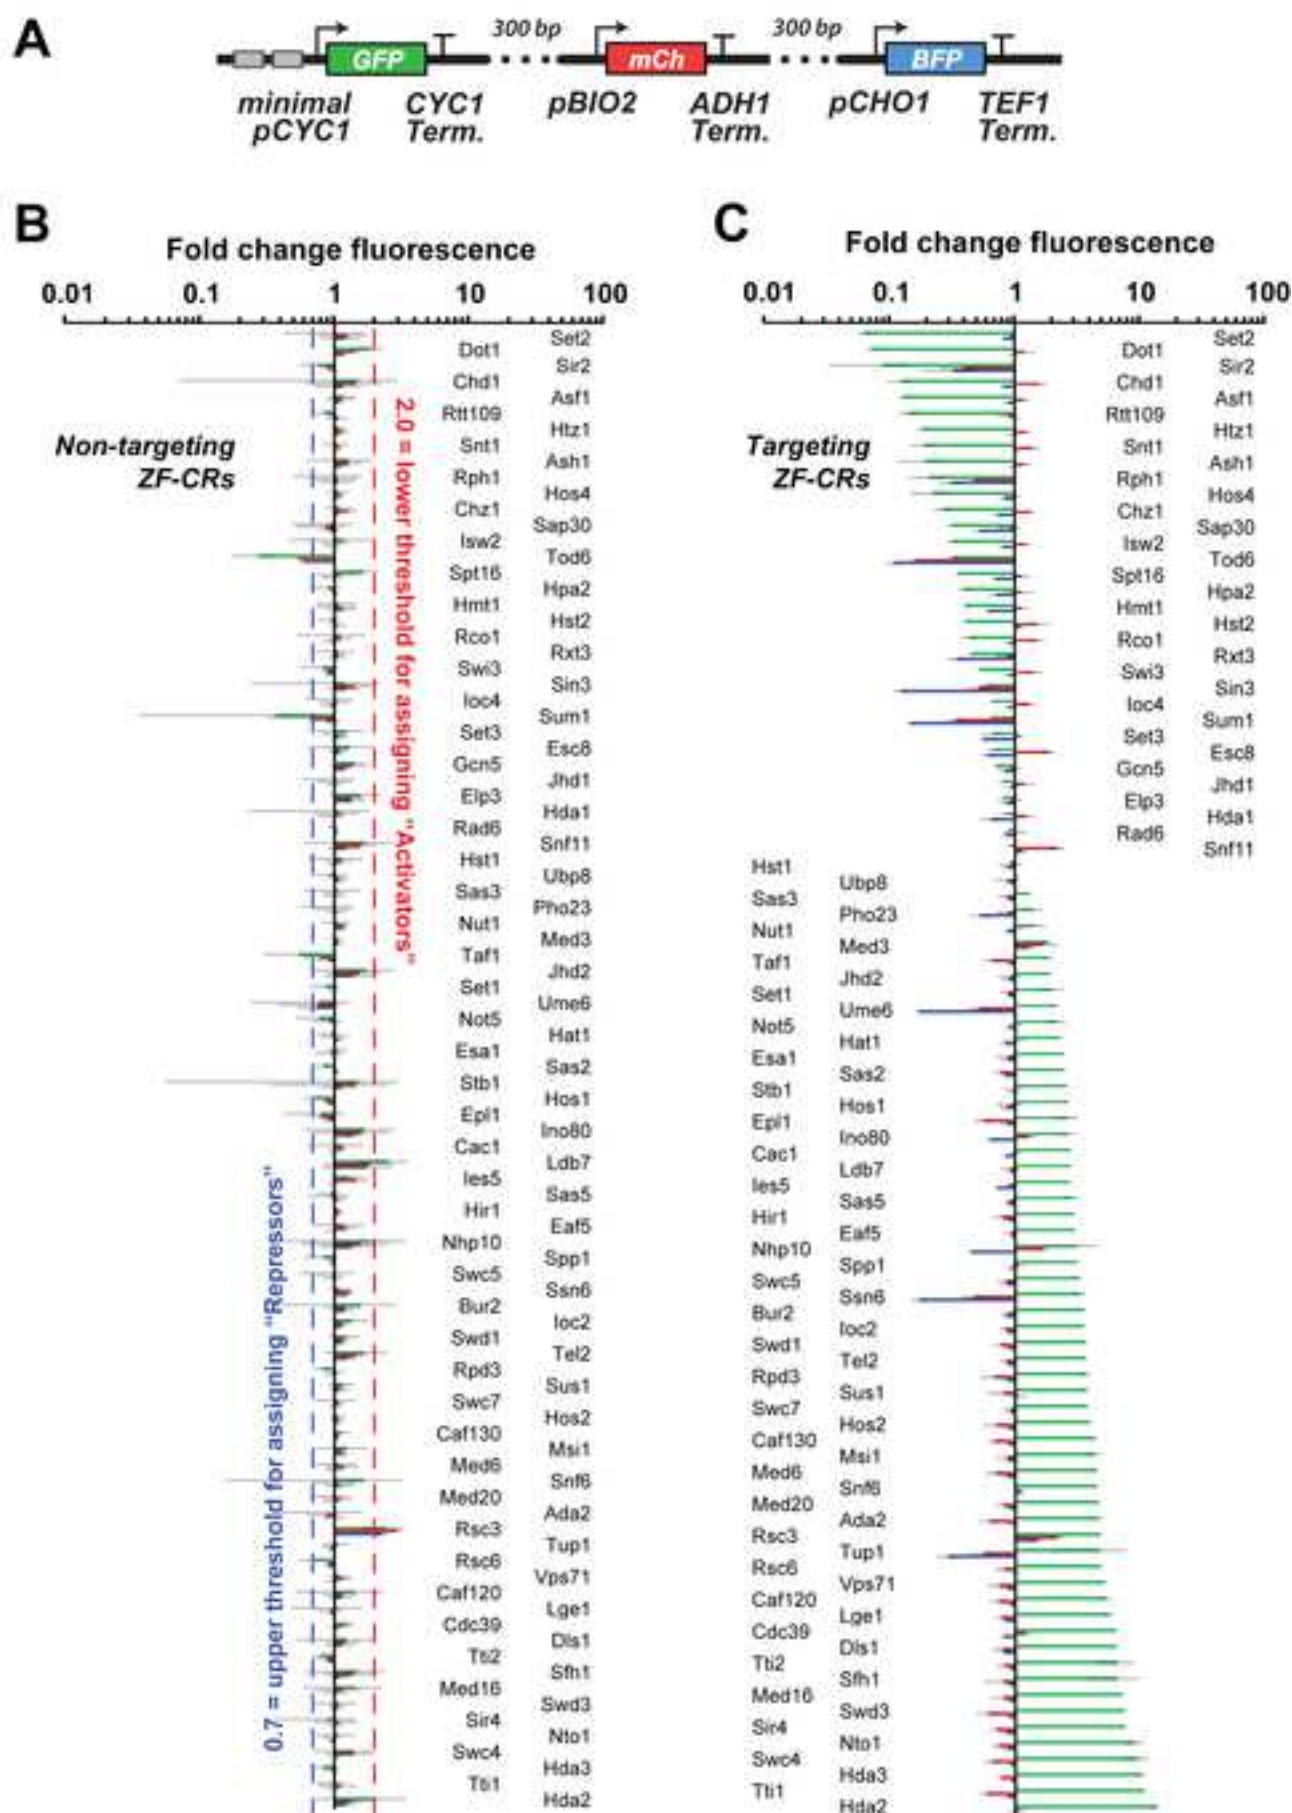 A
300 bp
300 bp
GFP
mCh
BFP
minimal
pCYC1
CYC1
Term.
pBIO2
ADH1
Term.
pCHO1
TEF1
Term.
B
Fold change fluorescence
0.01 0.1 1 10 100
Non-targeting
ZF-CRs
2.0 = lower threshold for assigning "Activators"
0.7 = upper threshold for assigning "Repressors"
Set2
Dot1
Sir2
Chd1
Asf1
Rtt109
Htz1
Snt1
Ash1
Rph1
Hos4
Chz1
Sap30
Isw2
Tod6
Spt16
Hpa2
Hmt1
Hst2
Rco1
Rxt3
Swi3
Sin3
Ioc4
Sum1
Set3
Esc8
Gcn5
Jhd1
Elp3
Hda1
Rad6
Snf11
Hst1
Ubp8
Sas3
Pho23
Nut1
Med3
Taf1
Jhd2
Set1
Ume6
Not5
Hat1
Esa1
Sas2
Stb1
Hos1
Epl1
Ino80
Cac1
Ldb7
Ies5
Sas5
Hir1
Eaf5
Nhp10
Spp1
Swc5
Ssn6
Bur2
Ioc2
Swd1
Tel2
Rpd3
Sus1
Swc7
Hos2
Caf130
Msi1
Med6
Snf6
Med20
Ada2
Rsc3
Tup1
Rsc6
Vps71
Caf120
Lge1
Cdc39
Dls1
Tti2
Sfh1
Med16
Swd3
Sir4
Nto1
Swc4
Hda3
Tti1
Hda2
C
Fold change fluorescence
0.01 0.1 1 10 100
Targeting
ZF-CRs
Set2
Dot1
Sir2
Chd1
Asf1
Rtt109
Htz1
Snt1
Ash1
Rph1
Hos4
Chz1
Sap30
Isw2
Tod6
Spt16
Hpa2
Hmt1
Hst2
Rco1
Rxt3
Swi3
Sin3
Ioc4
Sum1
Set3
Esc8
Gcn5
Jhd1
Elp3
Hda1
Rad6
Snf11
Hst1
Ubp8
Sas3
Pho23
Nut1
Med3
Taf1
Jhd2
Set1
Ume6
Not5
Hat1
Esa1
Sas2
Stb1
Hos1
Epl1
Ino80
Cac1
Ldb7
Ies5
Sas5
Hir1
Eaf5
Nhp10
Spp1
Swc5
Ssn6
Bur2
Ioc2
Swd1
Tel2
Rpd3
Sus1
Swc7
Hos2
Caf130
Msi1
Med6
Snf6
Med20
Ada2
Rsc3
Tup1
Rsc6
Vps71
Caf120
Lge1
Cdc39
Dls1
Tti2
Sfh1
Med16
Swd3
Sir4
Nto1
Swc4
Hda3
Tti1
Hda2